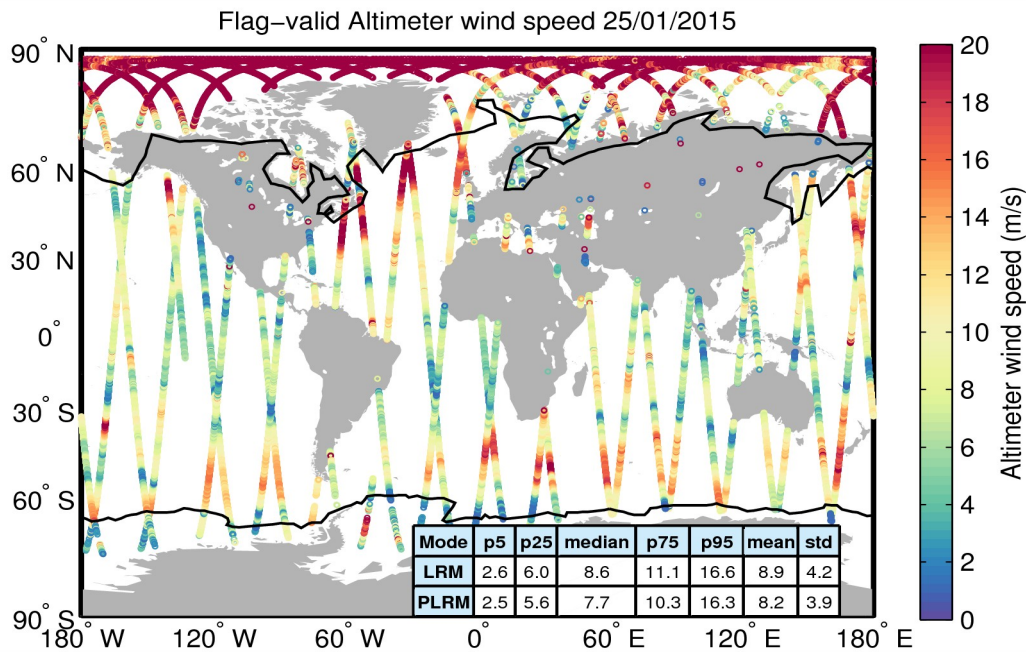 Flag−valid Altimeter wind speed 25/01/2015
90° N
60° N
30° N
0°
30° S
60° S
90° S
180° W
120° W
60° W
0°
60° E
120° E
180° E
Mode p5 p25 median p75 p95 mean std
LRM 2.6 6.0 8.6 11.1 16.6 8.9 4.2
PLRM 2.5 5.6 7.7 10.3 16.3 8.2 3.9
20
18
16
14
12
10
8
6
4
2
0
Altimeter wind speed (m/s)